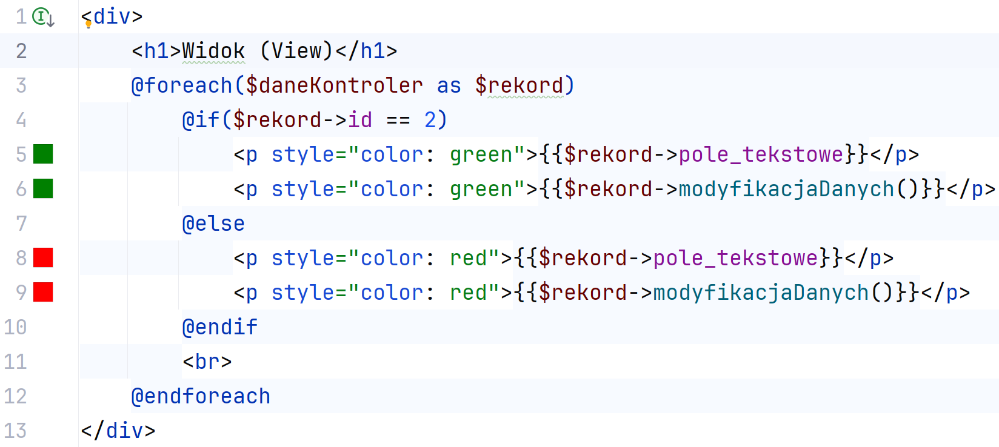 1 <div>
2 <h1>Widok (View)</h1>
3 @foreach($daneKontroler as $rekord)
4 @if($rekord->id == 2)
5 <p style="color: green">{{$rekord->pole_tekstowe}}</p>
6 <p style="color: green">{{$rekord->modyfikacjaDanych()}}</p>
7 @else
8 <p style="color: red">{{$rekord->pole_tekstowe}}</p>
9 <p style="color: red">{{$rekord->modyfikacjaDanych()}}</p>
10 @endif
11 <br>
12 @endforeach
13 </div>